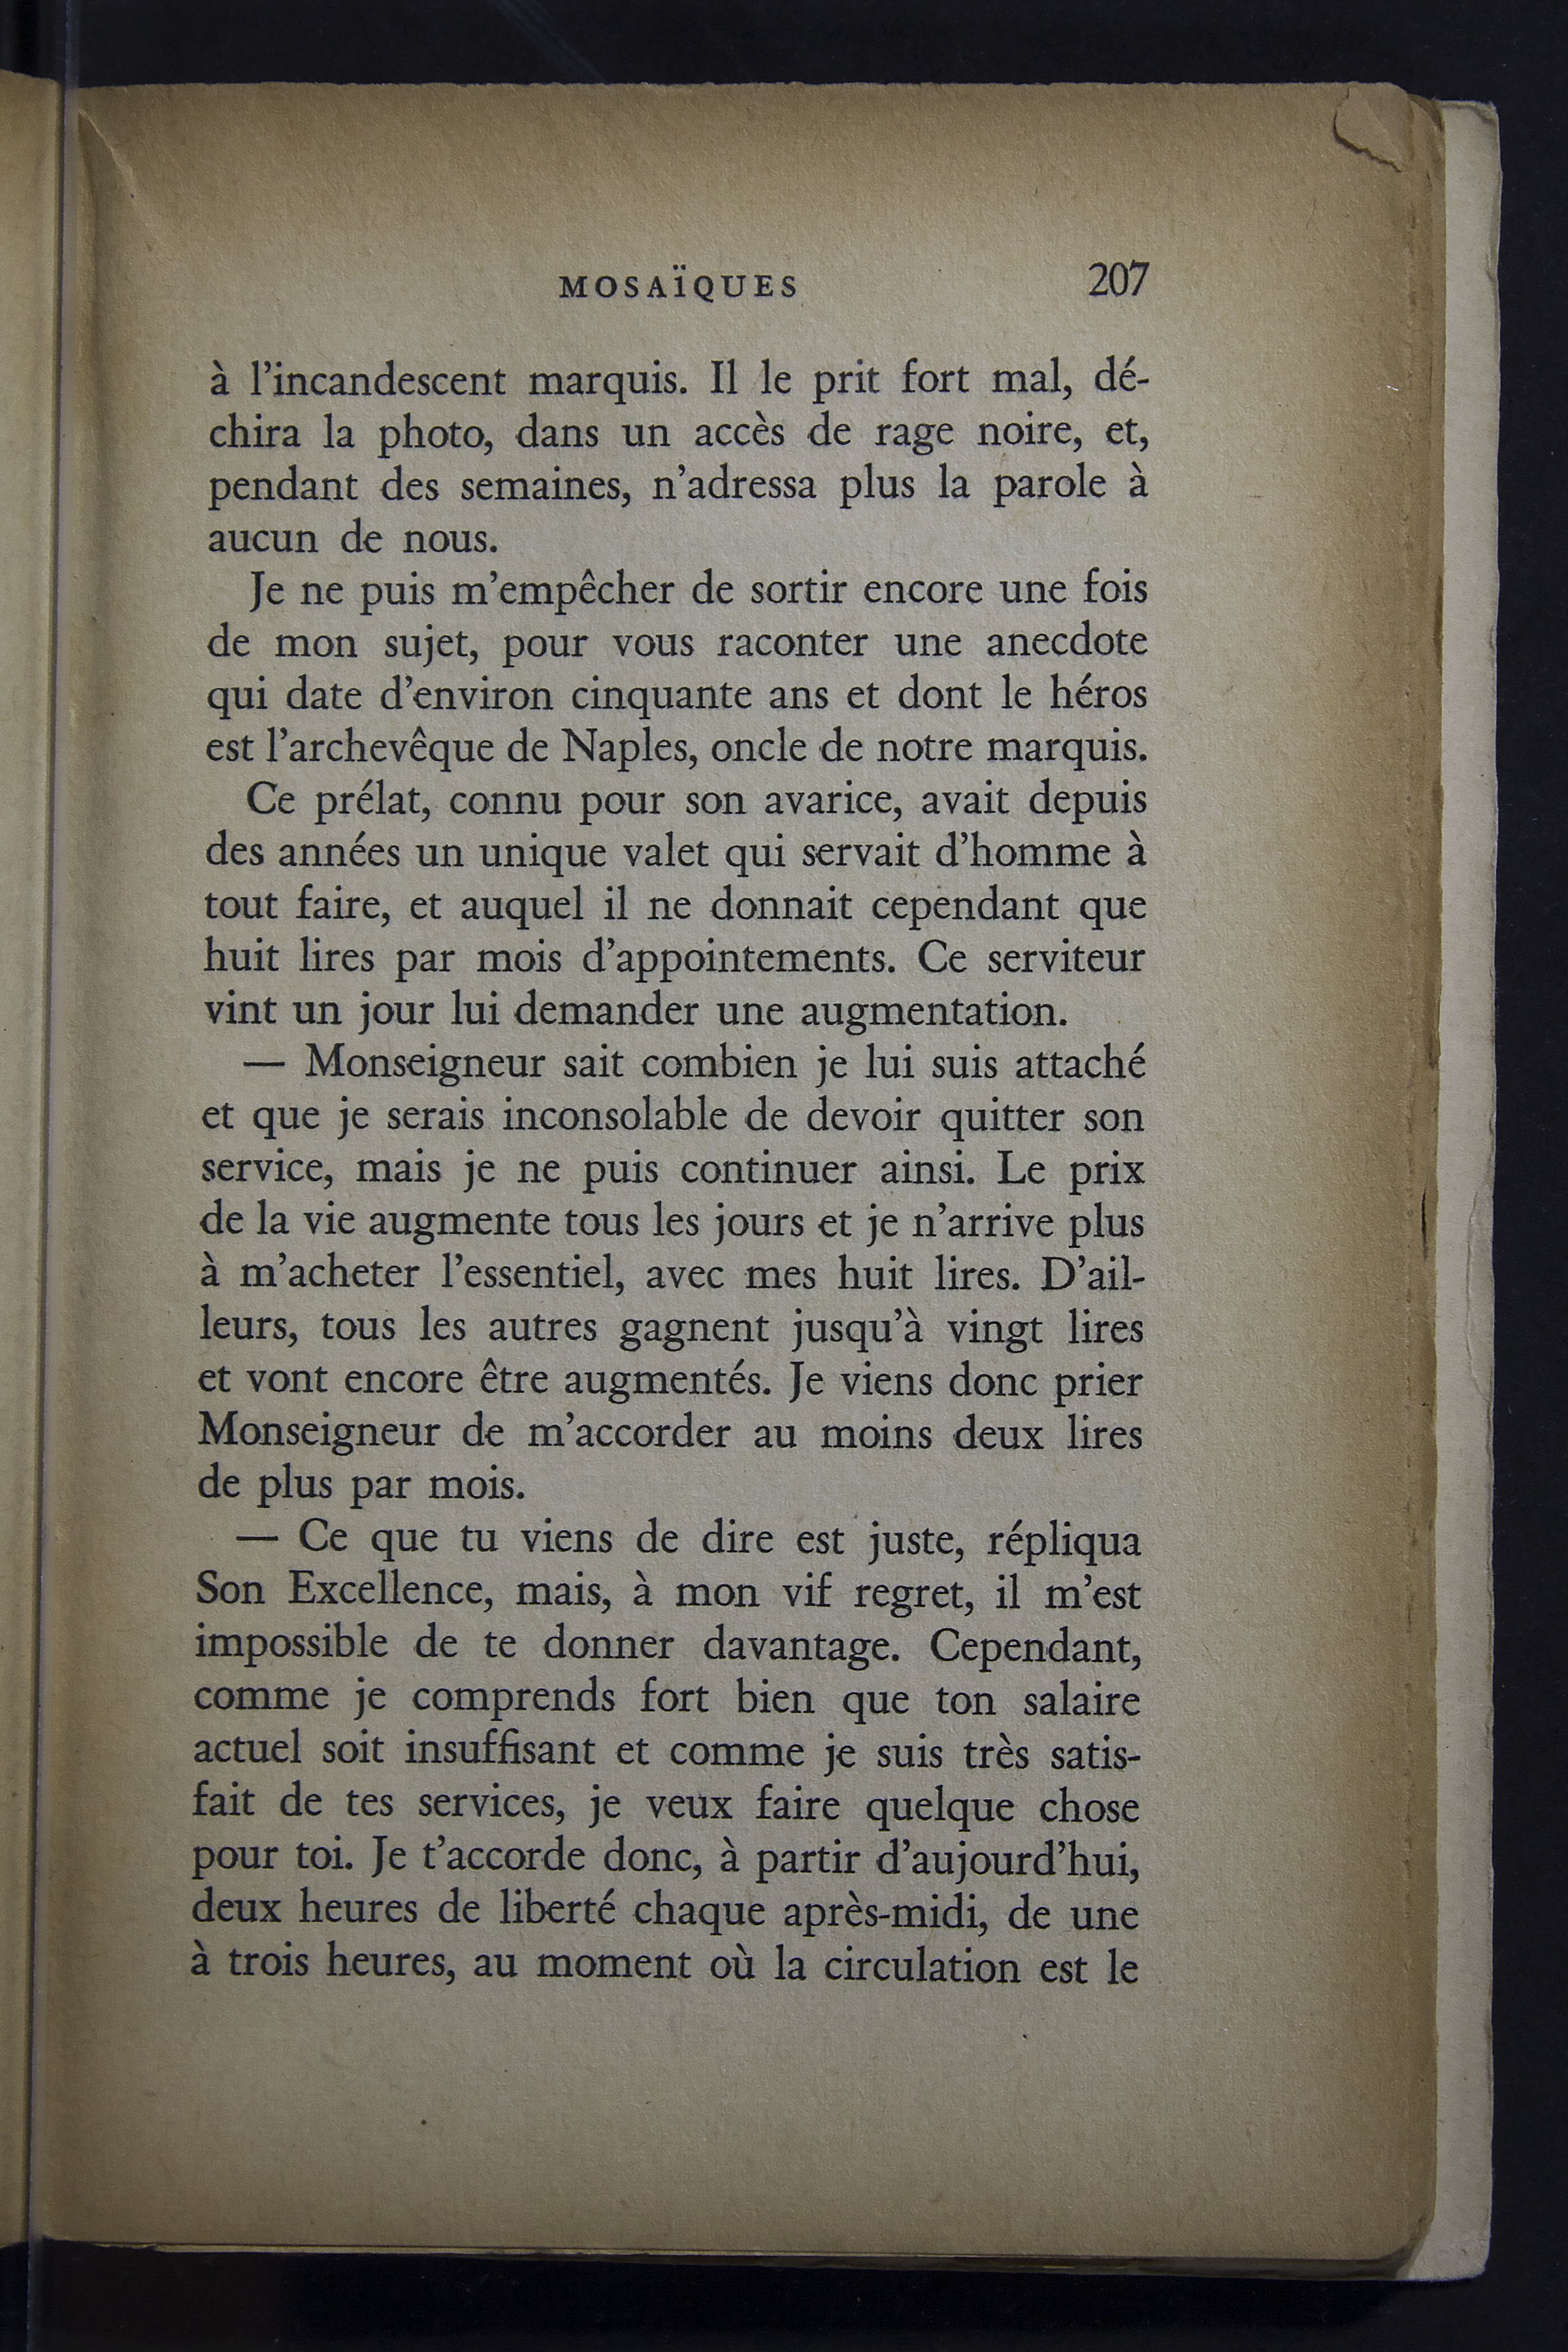 MOSAÏQUES 207
à l'incandescent marquis. Il le prit fort mal, dé-
chira la photo, dans un accès de rage noire, et,
pendant des semaines, n'adressa plus la parole à
aucun de nous.
Je ne puis m'empêcher de sortir encore une fois
de mon sujet, pour vous raconter une anecdote
qui date d'environ cinquante ans et dont le héros
est l'archevêque de Naples, oncle de notre marquis.
Ce prélat, connu pour son avarice, avait depuis
des années un unique valet qui servait d'homme à
tout faire, et auquel il ne donnait cependant que
huit lires par mois d'appointements. Ce serviteur
vint un jour lui demander une augmentation.
— Monseigneur sait combien je lui suis attaché
et que je serais inconsolable de devoir quitter son
service, mais je ne puis continuer ainsi. Le prix
de la vie augmente tous les jours et je n'arrive plus
à m'acheter l'essentiel, avec mes huit lires. D'ail-
leurs, tous les autres gagnent jusqu'à vingt lires
et vont encore être augmentés. Je viens donc prier
Monseigneur de m'accorder au moins deux lires
de plus par mois.
— Ce que tu viens de dire est juste, répliqua
Son Excellence, mais, à mon vif regret, il m'est
impossible de te donner davantage. Cependant,
comme je comprends fort bien que ton salaire
actuel soit insuffisant et comme je suis très satis-
fait de tes services, je veux faire quelque chose
pour toi. Je t'accorde donc, à partir d'aujourd'hui,
deux heures de liberté chaque après-midi, de une
à trois heures, au moment où la circulation est le